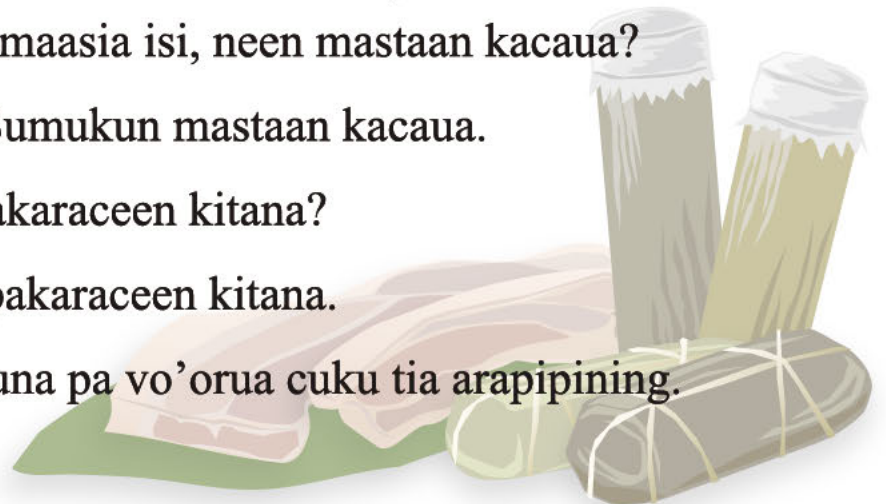 maasia isi, neen mastaan kacaua?
Sumukun mastaan kacaua.
akaraceen kitana?
pakaraceen kitana.
una pa vo’orua cuku tia arapipining.